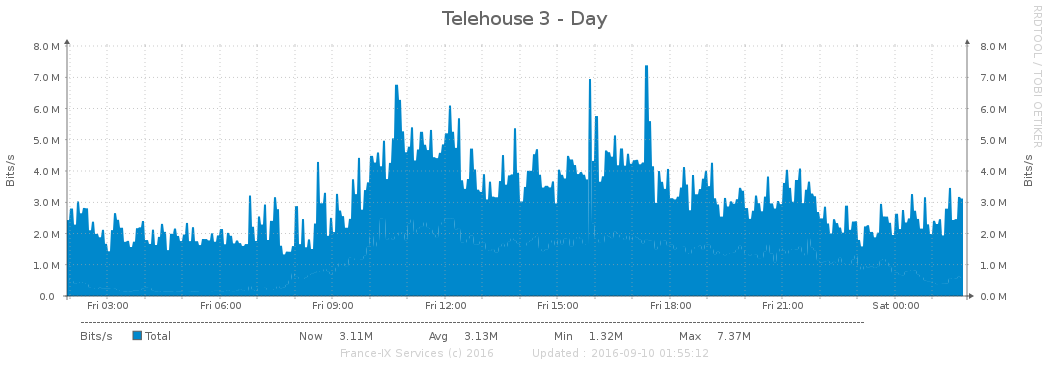 Telehouse 3 - Day
RRDTOOL / TOBI OETIKER
Bits/s
8.0 M 8.0 M
7.0 M 7.0 M
6.0 M 6.0 M
5.0 M 5.0 M
4.0 M 4.0 M
3.0 M 3.0 M
2.0 M 2.0 M
1.0 M 1.0 M
0.0 0.0 M
Bits/s
Fri 03:00 Fri 06:00 Fri 09:00 Fri 12:00 Fri 15:00 Fri 18:00 Fri 21:00 Sat 00:00
Bits/s Total Now 3.11M Avg 3.13M Min 1.32M Max 7.37M
France-IX Services (c) 2016 Updated : 2016-09-10 01:55:12